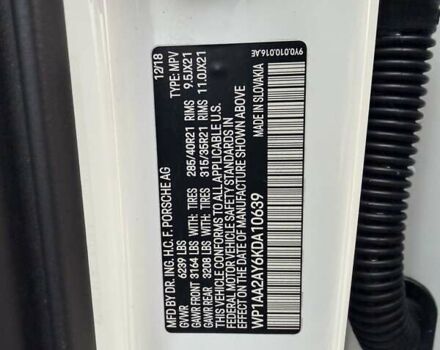 MFD BY DR. ING. H.C. F. PORSCHE AG 12/18
GVWR 6239 LBS TYPE: MPV
GAWR FRONT 3164 LBS WITH: TIRES 285/40R21 RIMS 9.5JX21
GAWR REAR 3208 LBS WITH: TIRES 315/35R21 RIMS 11.0JX21
THIS VEHICLE CONFORMS TO ALL APPLICABLE U.S.
FEDERAL MOTOR VEHICLE SAFETY STANDARDS IN
EFFECT ON THE DATE OF MANUFACTURE SHOWN ABOVE
WP1AA2AY6KDA10639 MADE IN SLOVAKIA
9Y0.010.016.AE